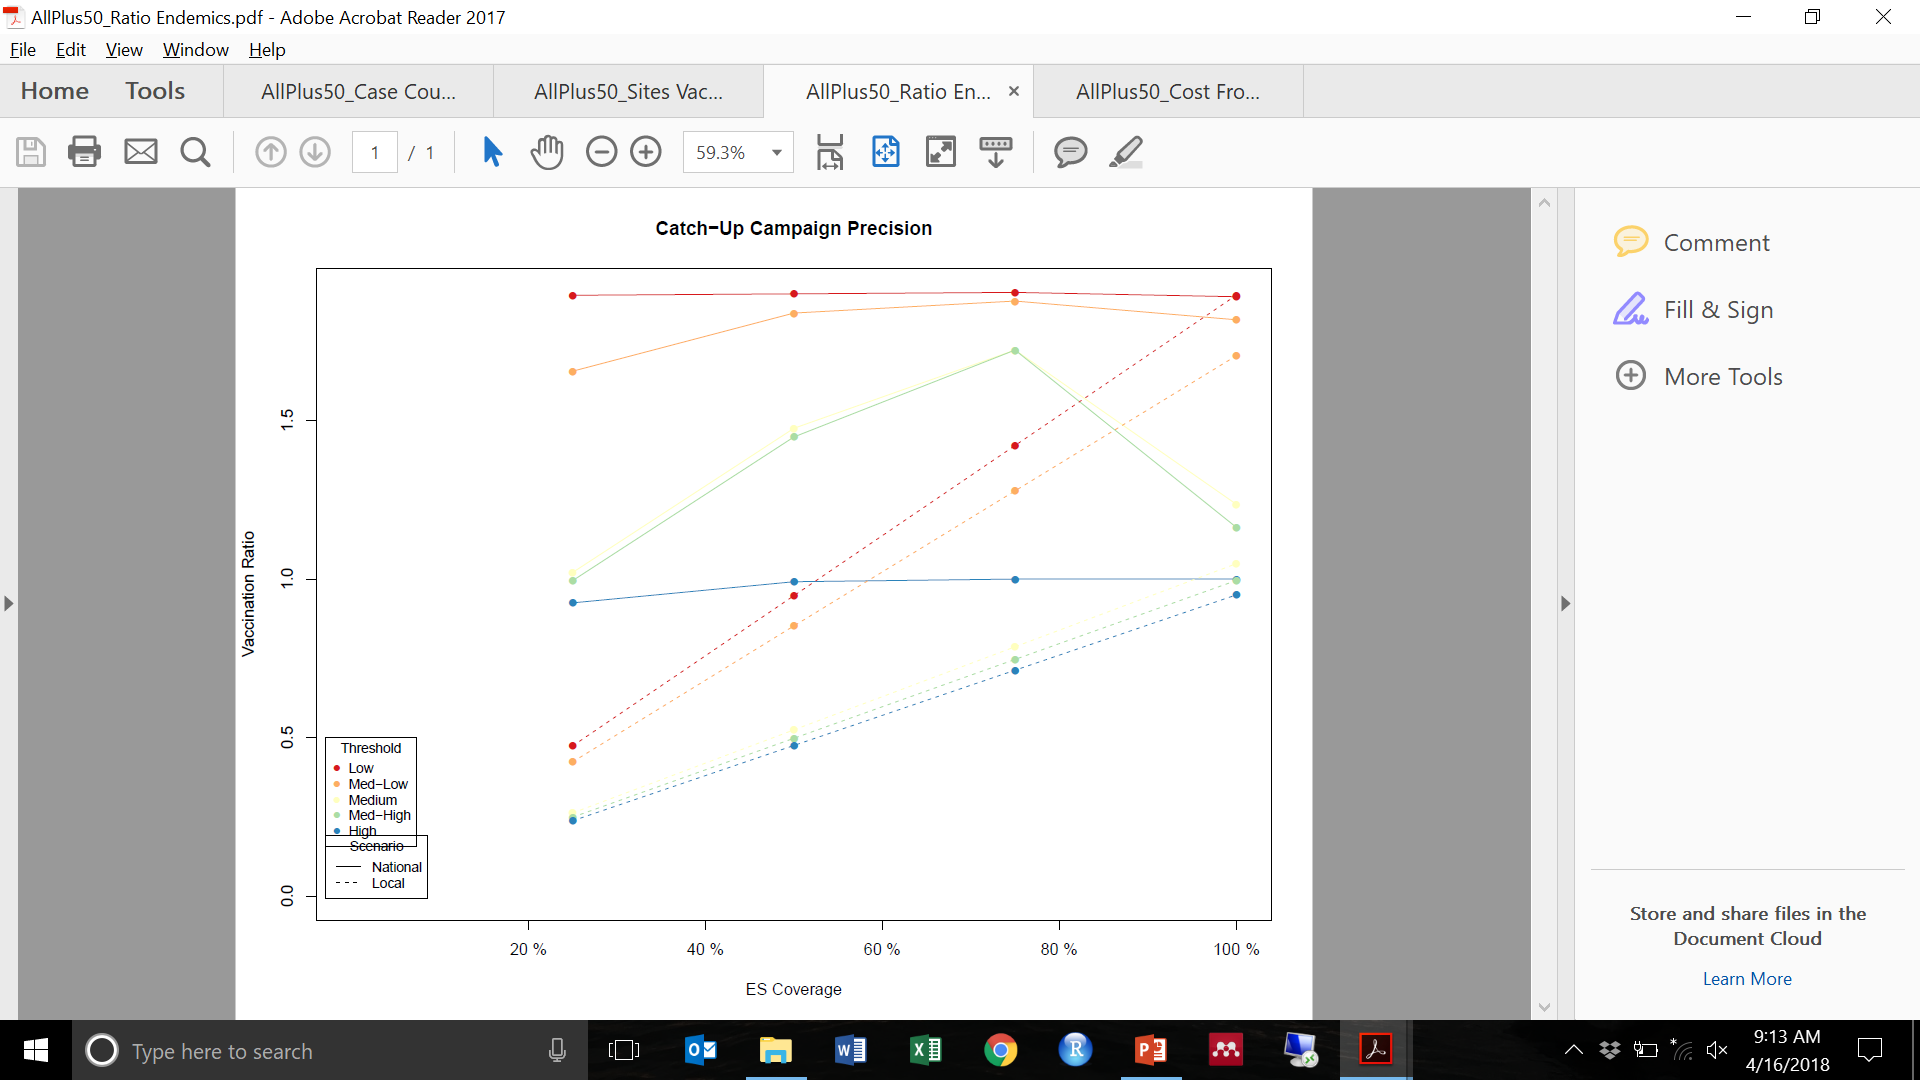 AllPlus50_Ratio Endemics.pdf - Adobe Acrobat Reader 2017
File Edit View Window Help
Home Tools AllPlus50_Case Cou... AllPlus50_Sites Vac... AllPlus50_Ratio En... × AllPlus50_Cost Fro...
1 / 1 59.3%
Catch−Up Campaign Precision
Vaccination Ratio
1.5
1.0
0.5
0.0
Threshold
Low
Med−Low
Medium
Med−High
High
Scenario
National
Local
20 % 40 % 60 % 80 % 100 %
ES Coverage
Comment
Fill & Sign
More Tools
Store and share files in the
Document Cloud
Learn More
Type here to search
9:13 AM
4/16/2018